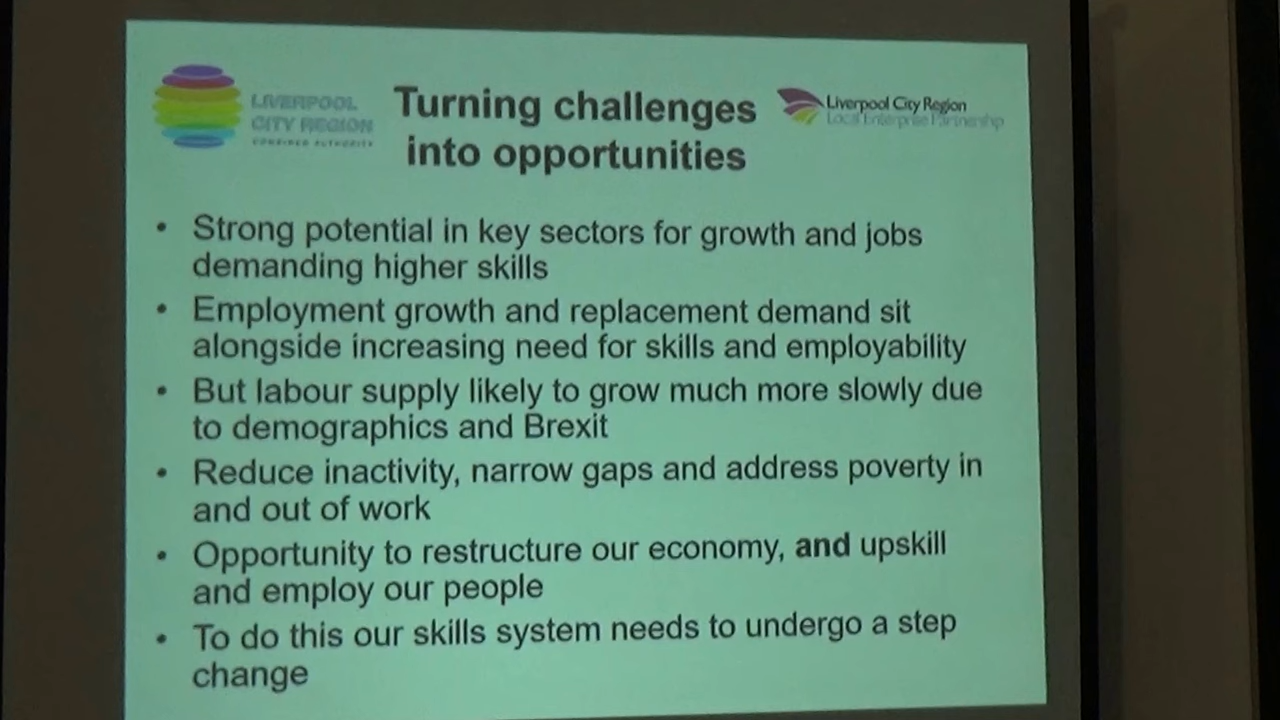 LIVERPOOL
CITY REGION
COMBINED AUTHORITY
Turning challenges
into opportunities
Liverpool City Region
Local Enterprise Partnership
• Strong potential in key sectors for growth and jobs
demanding higher skills
• Employment growth and replacement demand sit
alongside increasing need for skills and employability
• But labour supply likely to grow much more slowly due
to demographics and Brexit
• Reduce inactivity, narrow gaps and address poverty in
and out of work
• Opportunity to restructure our economy, and upskill
and employ our people
• To do this our skills system needs to undergo a step
change